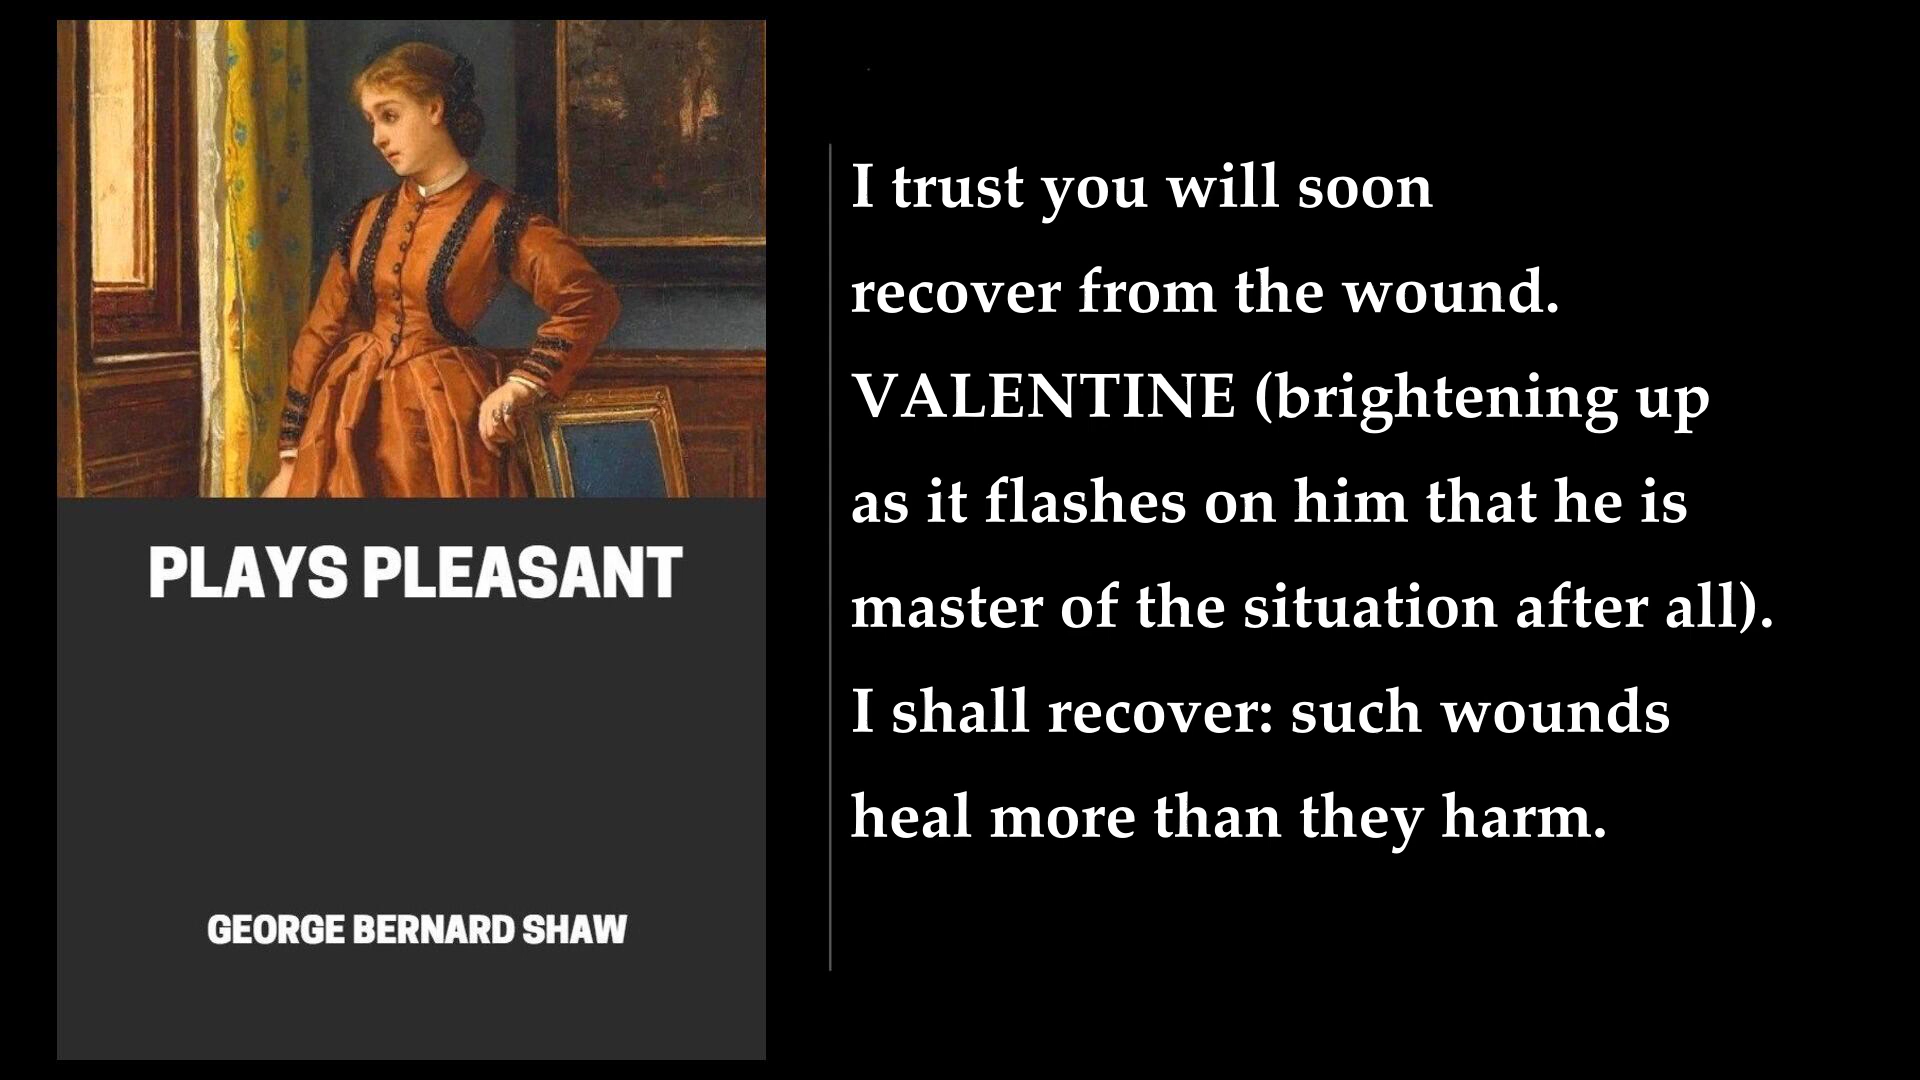 PLAYS PLEASANT
GEORGE BERNARD SHAW
I trust you will soon
recover from the wound.
VALENTINE (brightening up
as it flashes on him that he is
master of the situation after all).
I shall recover: such wounds
heal more than they harm.